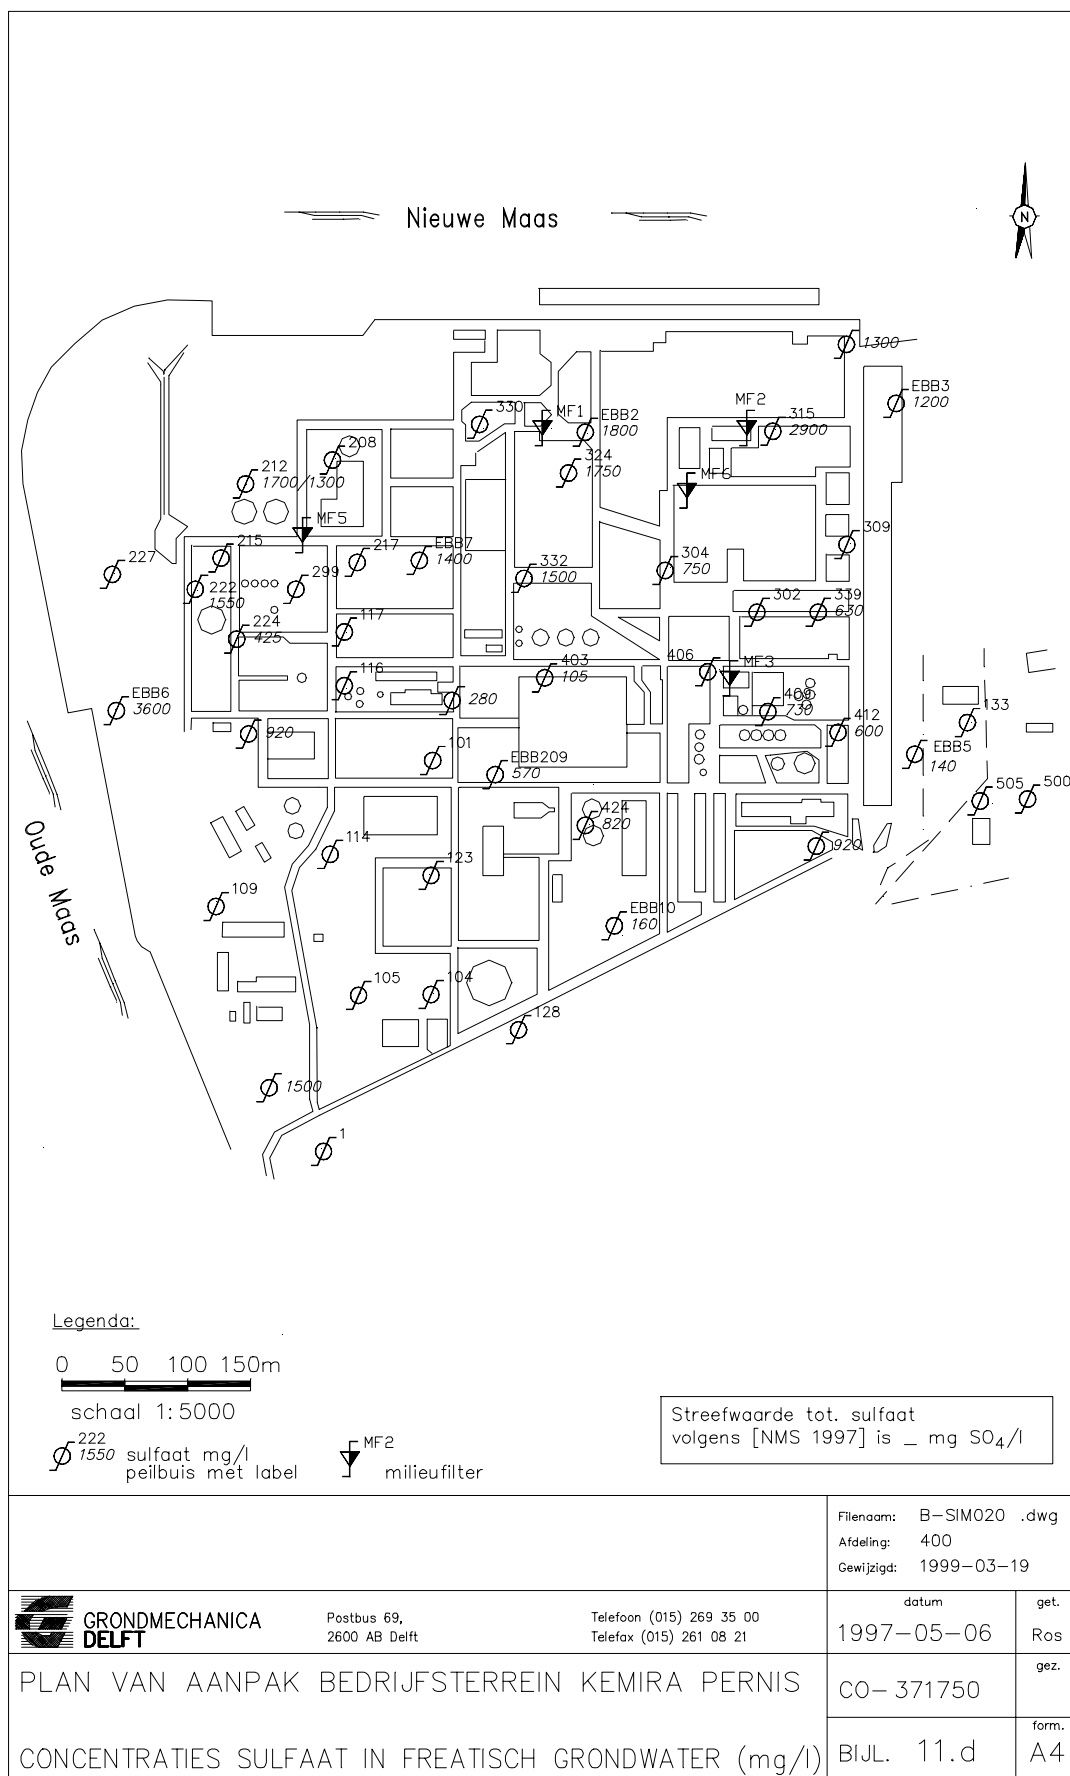 Nieuwe Maas
N
1300
EBB3
1200
330
MF1
EBB2
1800
MF2
315
2900
324
1750
208
212
1700/1300
MF6
MF5
309
215
217
EBB7
1400
227
332
1500
304
750
222
1550
299
302
339
630
224
425
117
403
105
406
MF3
116
280
409
730
EBB6
3600
412
600
133
920
101
EBB209
570
EBB5
140
505
500
424
820
114
920
123
Oude Maas
109
EBB10
160
105
104
128
1500
1
Legenda:
0 50 100 150m
schaal 1:5000
222
1550 sulfaat mg/l
peilbuis met label
MF2
milieufilter
Streefwaarde tot. sulfaat
volgens [NMS 1997] is _ mg SO4/l
Filenaam: B-SIM020 .dwg
Afdeling: 400
Gewijzigd: 1999-03-19
GRONDMECHANICA
DELFT
Postbus 69,
2600 AB Delft
Telefoon (015) 269 35 00
Telefax (015) 261 08 21
datum
1997-05-06
get.
Ros
PLAN VAN AANPAK BEDRIJFSTERREIN KEMIRA PERNIS
CO-371750
gez.
CONCENTRATIES SULFAAT IN FREATISCH GRONDWATER (mg/l)
BIJL. 11.d
form.
A4